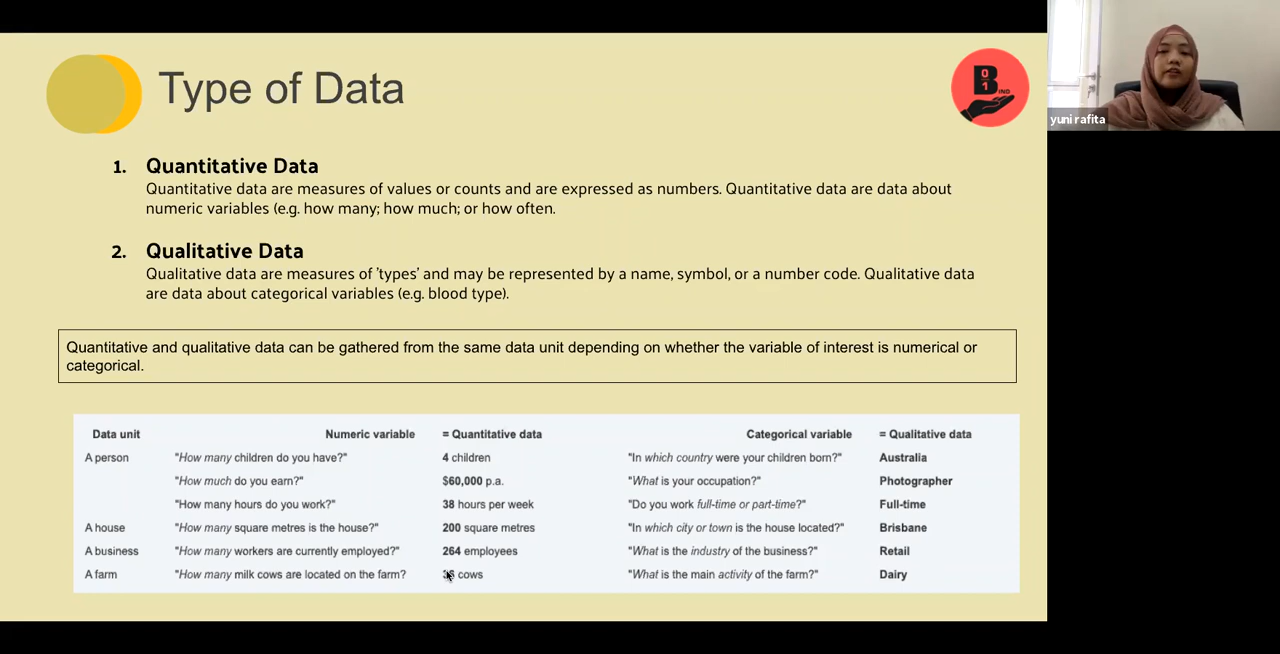 Type of Data
B
0
1
IND
yuni rafita
1. Quantitative Data
Quantitative data are measures of values or counts and are expressed as numbers. Quantitative data are data about
numeric variables (e.g. how many; how much; or how often.
2. Qualitative Data
Qualitative data are measures of 'types' and may be represented by a name, symbol, or a number code. Qualitative data
are data about categorical variables (e.g. blood type).
Quantitative and qualitative data can be gathered from the same data unit depending on whether the variable of interest is numerical or
categorical.
Data unit Numeric variable = Quantitative data Categorical variable = Qualitative data
A person "How many children do you have?" 4 children "In which country were your children born?" Australia
"How much do you earn?" $60,000 p.a. "What is your occupation?" Photographer
"How many hours do you work?" 38 hours per week "Do you work full-time or part-time?" Full-time
A house "How many square metres is the house?" 200 square metres "In which city or town is the house located?" Brisbane
A business "How many workers are currently employed?" 264 employees "What is the industry of the business?" Retail
A farm "How many milk cows are located on the farm? cows "What is the main activity of the farm?" Dairy